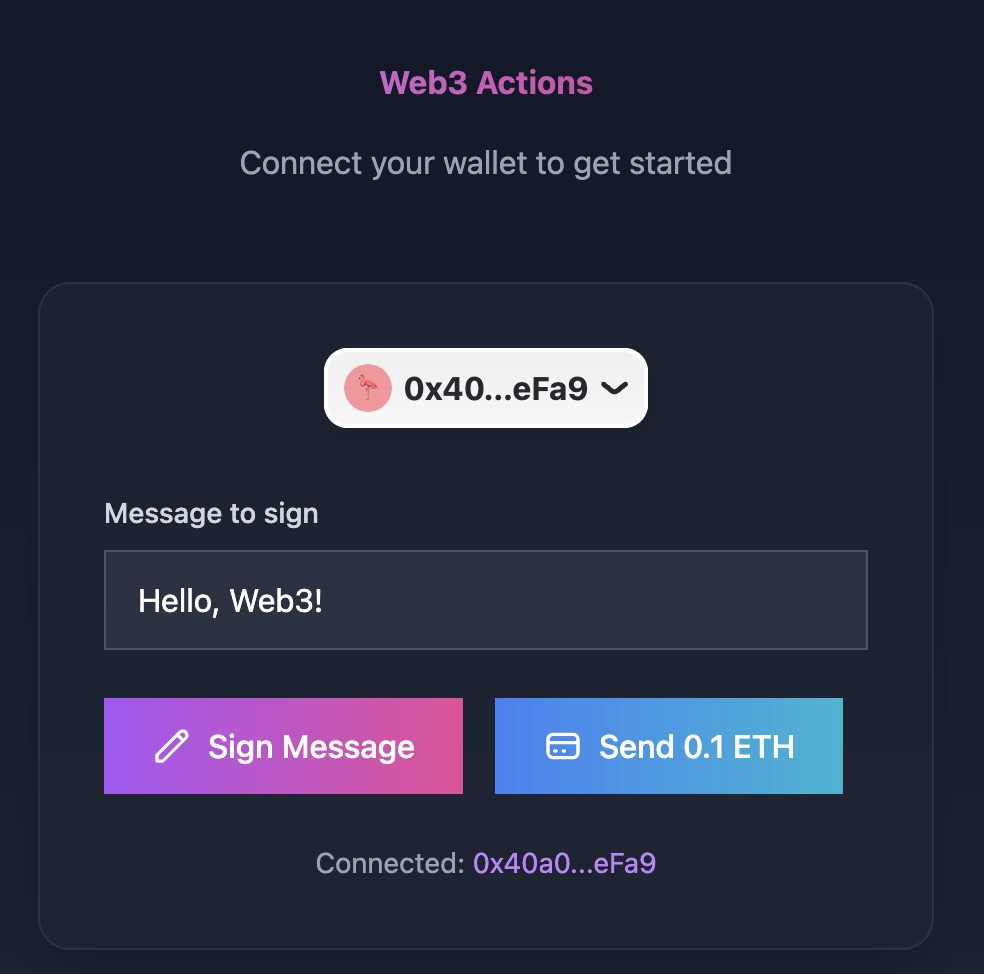 Web3 Actions
Connect your wallet to get started
0x40...eFa9
Message to sign
Hello, Web3!
Sign Message
Send 0.1 ETH
Connected: 0x40a0...eFa9